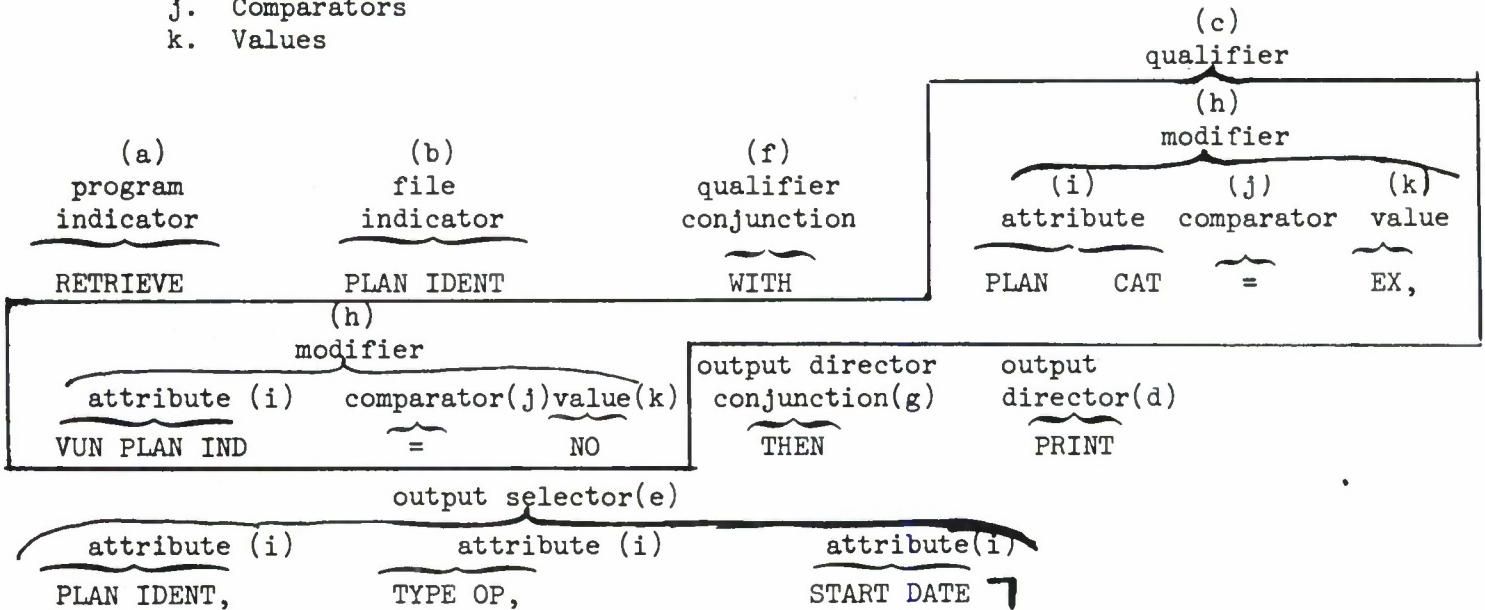 j. Comparators
k. Values
(c)
qualifier
(h)
modifier
(a) (b) (f)
program file qualifier (i) (j) (k)
indicator indicator conjunction attribute comparator value
RETRIEVE PLAN IDENT WITH PLAN CAT = EX,
(h)
modifier
output director output
attribute (i) comparator(j) value(k) conjunction(g) director(d)
VUN PLAN IND = NO THEN PRINT
output selector(e)
attribute (i) attribute (i) attribute(i)
PLAN IDENT, TYPE OP, START DATE